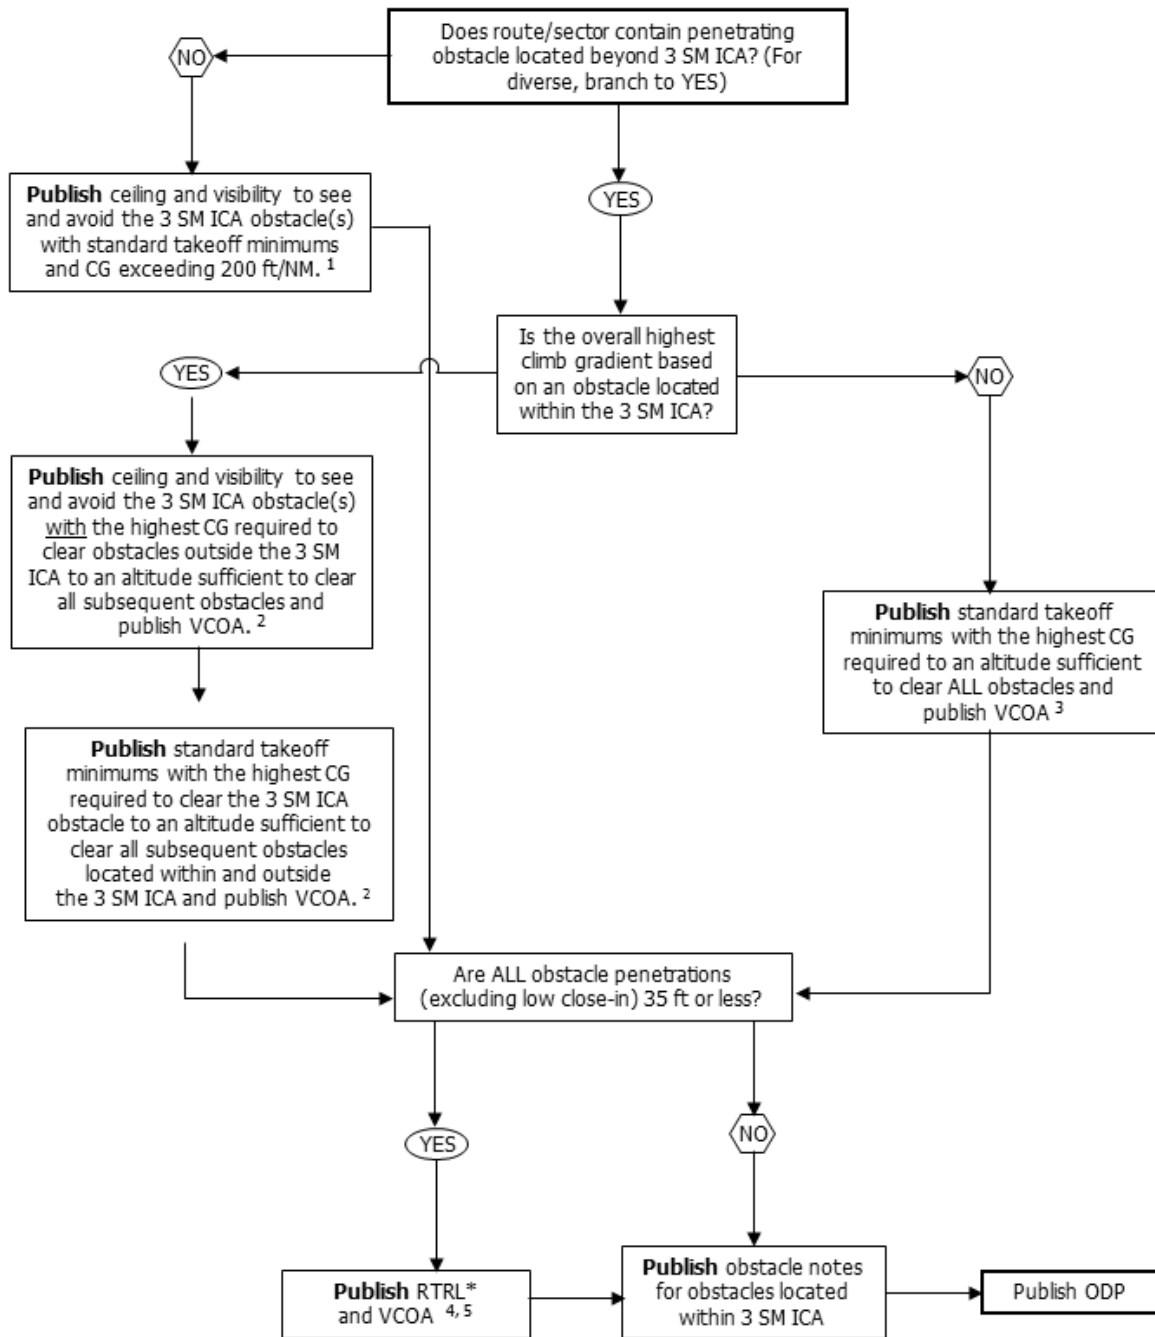 Does route/sector contain penetrating
obstacle located beyond 3 SM ICA? (For
diverse, branch to YES)
NO
YES
Publish ceiling and visibility to see
and avoid the 3 SM ICA obstacle(s)
with standard takeoff minimums
and CG exceeding 200 ft/NM. 1
Is the overall highest
climb gradient based
on an obstacle located
within the 3 SM ICA?
YES
NO
Publish ceiling and visibility to see
and avoid the 3 SM ICA obstacle(s)
with the highest CG required to
clear obstacles outside the 3 SM
ICA to an altitude sufficient to clear
all subsequent obstacles and
publish VCOA. 2
Publish standard takeoff
minimums with the highest CG
required to an altitude sufficient
to clear ALL obstacles and
publish VCOA 3
Publish standard takeoff
minimums with the highest CG
required to clear the 3 SM ICA
obstacle to an altitude sufficient to
clear all subsequent obstacles
located within and outside
the 3 SM ICA and publish VCOA. 2
Are ALL obstacle penetrations
(excluding low close-in) 35 ft or less?
YES
NO
Publish RTRL*
and VCOA 4, 5
Publish obstacle notes
for obstacles located
within 3 SM ICA
Publish ODP